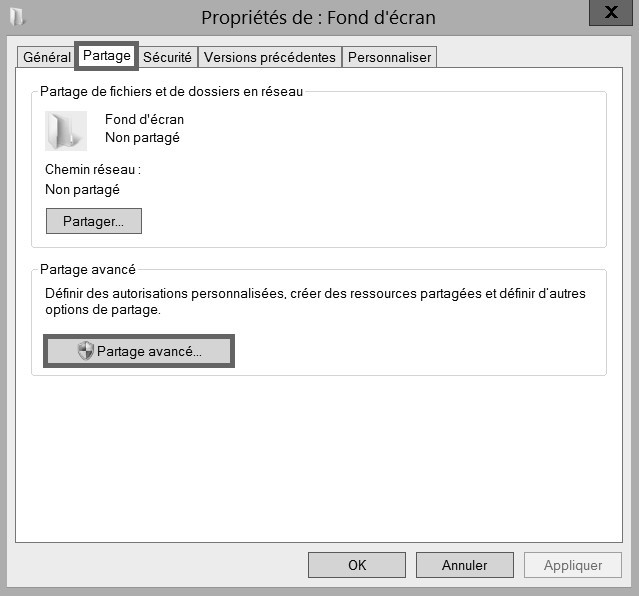 Propriétés de : Fond d'écran
X
Général Partage Sécurité Versions précédentes Personnaliser
Partage de fichiers et de dossiers en réseau
Fond d'écran
Non partagé
Chemin réseau :
Non partagé
Partager...
Partage avancé
Définir des autorisations personnalisées, créer des ressources partagées et définir d'autres
options de partage.
Partage avancé...
OK Annuler Appliquer